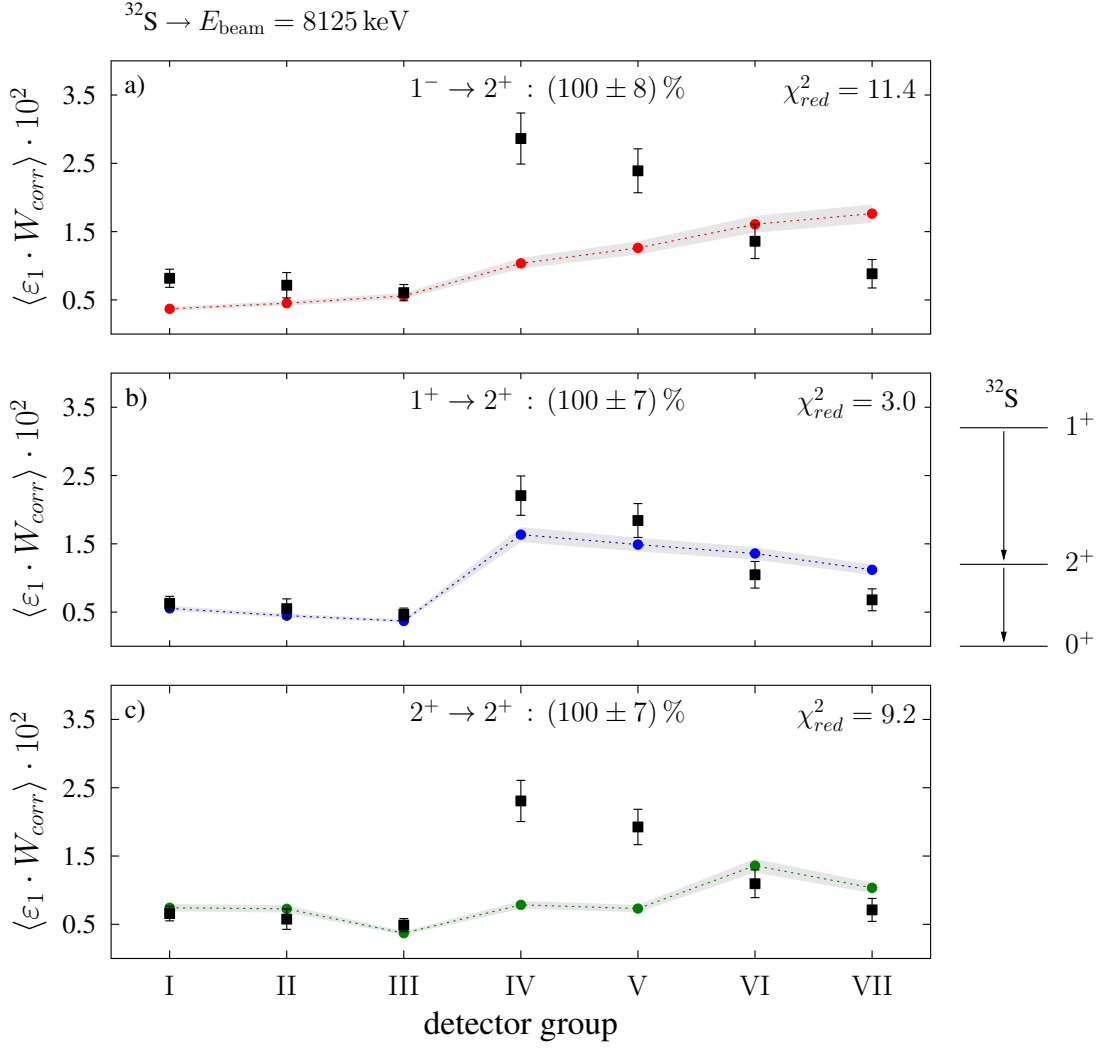 ³²S → E_beam = 8125 keV
a) 1⁻ → 2⁺ : (100 ± 8) % χ²_red = 11.4
⟨ε₁ · W_corr⟩ · 10²
3.5
2.5
1.5
0.5
b) 1⁺ → 2⁺ : (100 ± 7) % χ²_red = 3.0
⟨ε₁ · W_corr⟩ · 10²
3.5
2.5
1.5
0.5
³²S
1⁺
2⁺
0⁺
c) 2⁺ → 2⁺ : (100 ± 7) % χ²_red = 9.2
⟨ε₁ · W_corr⟩ · 10²
3.5
2.5
1.5
0.5
I II III IV V VI VII
detector group